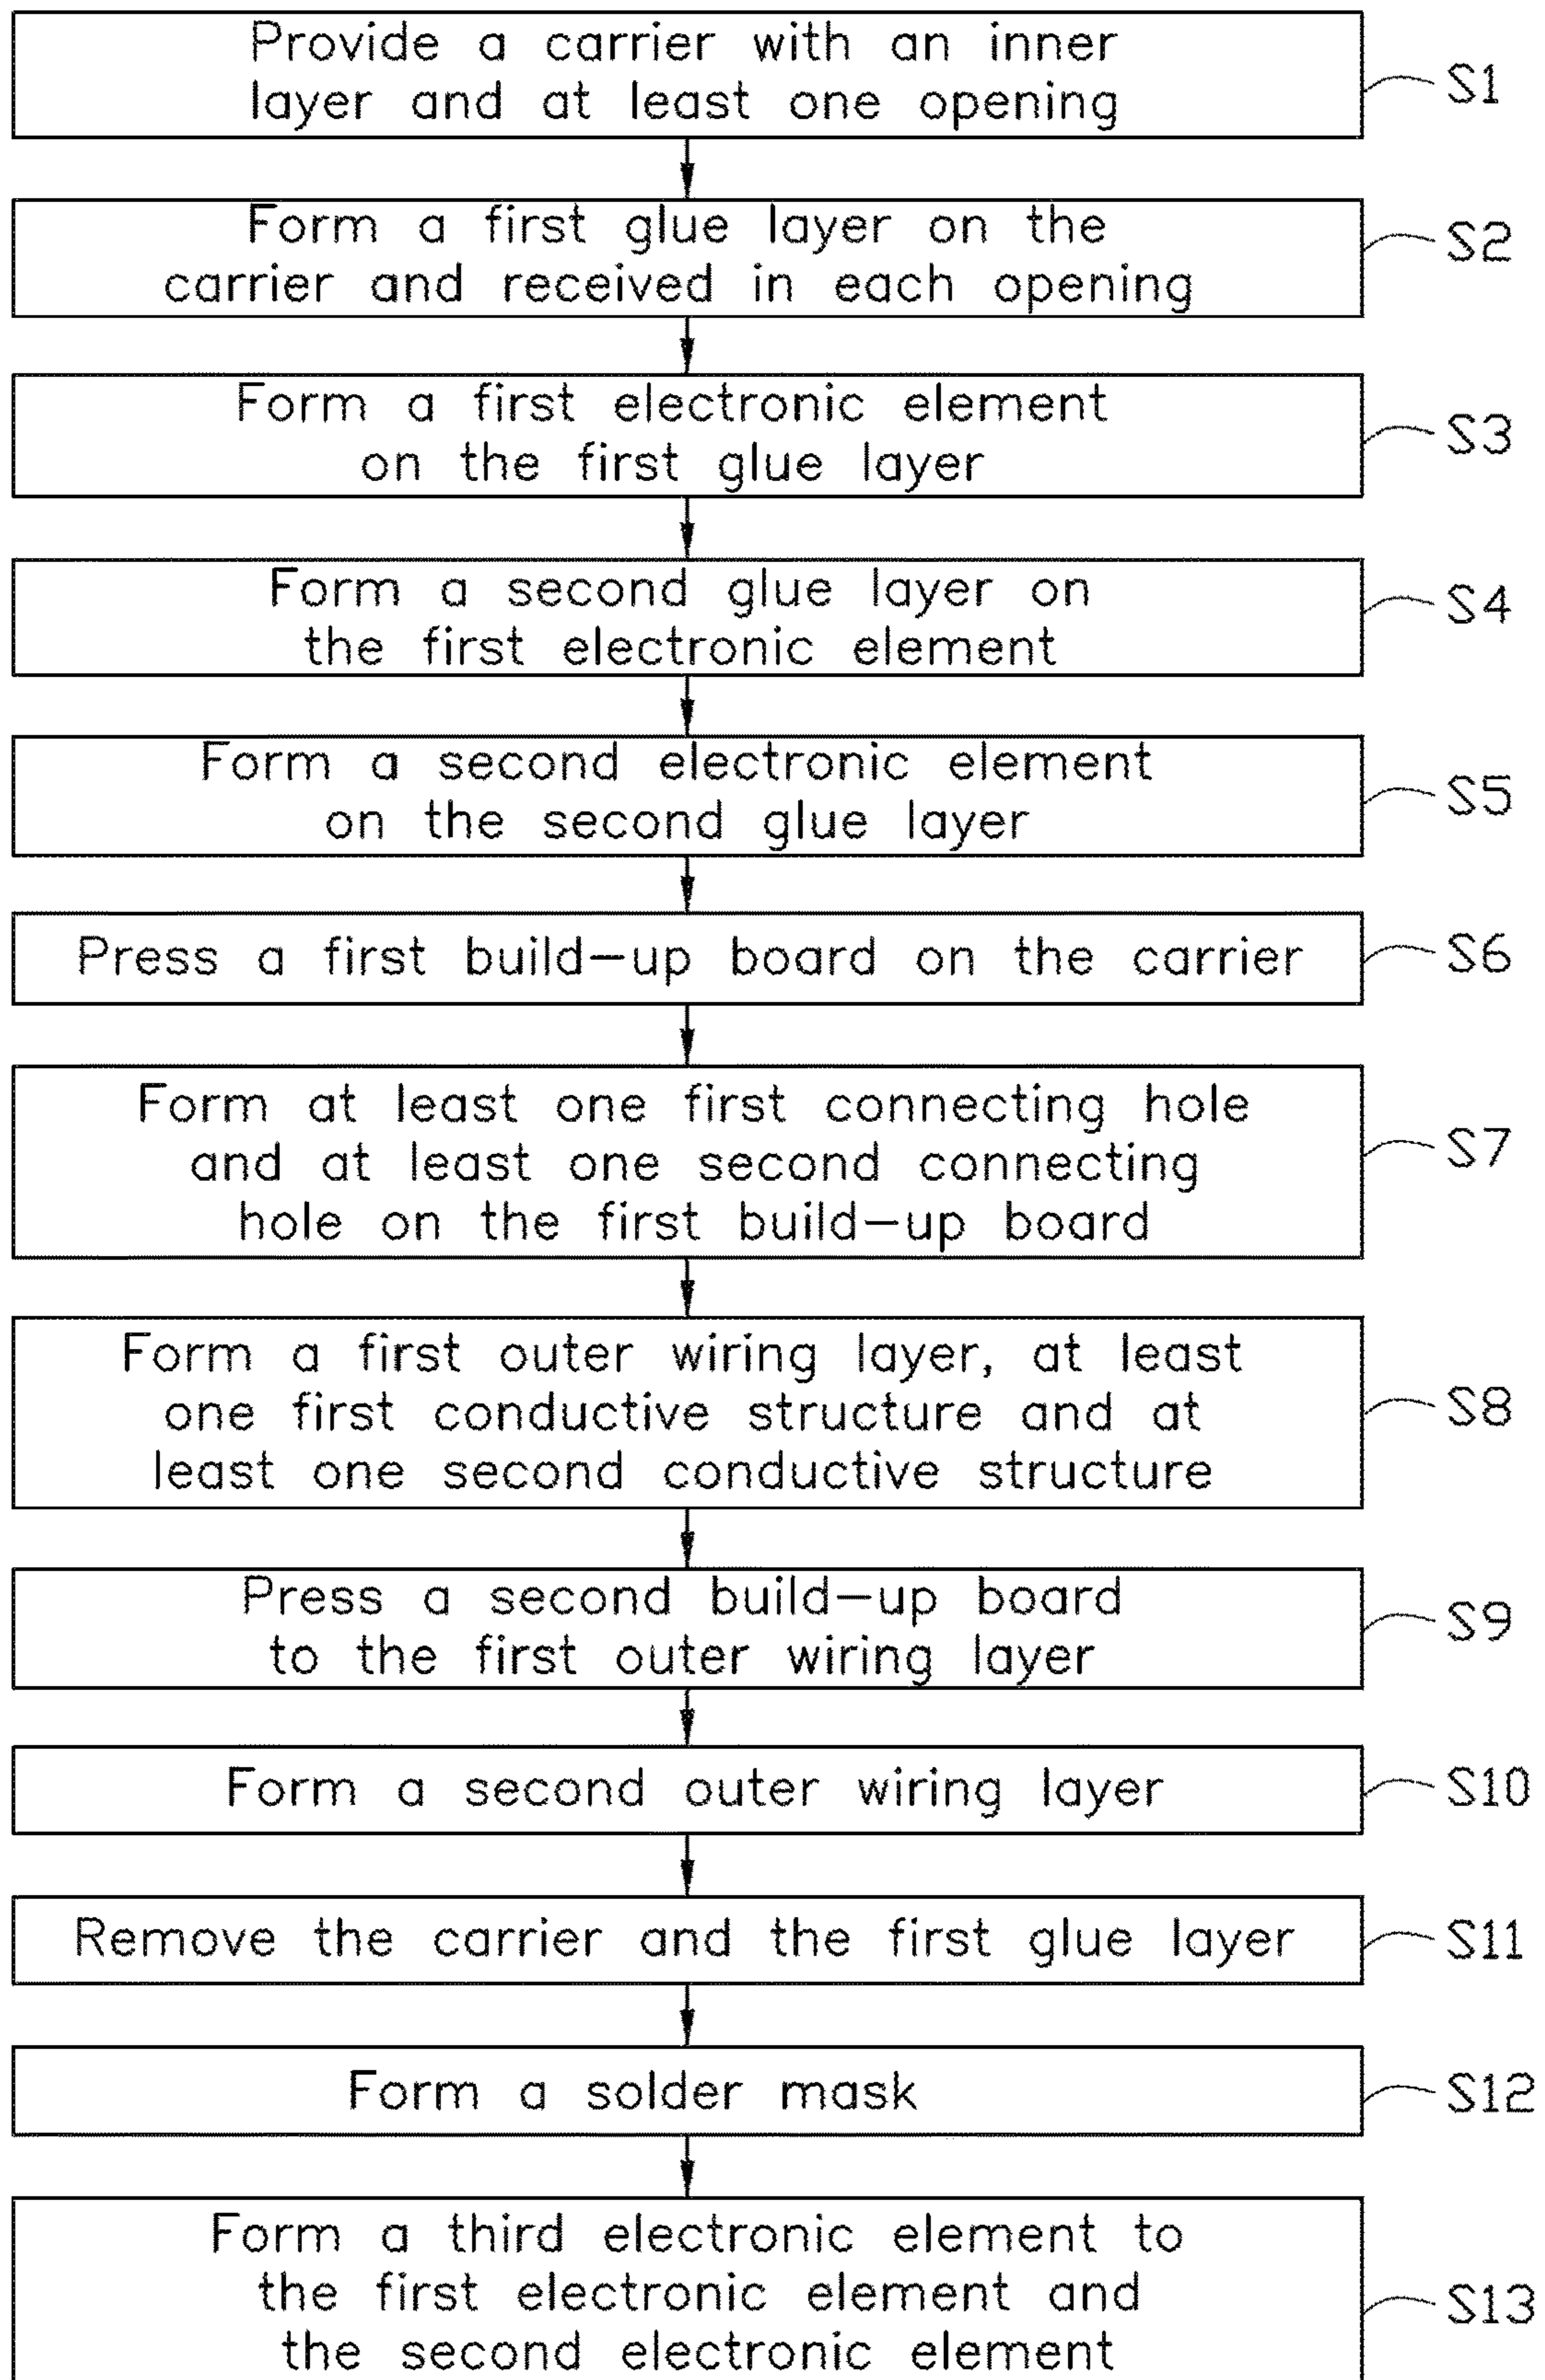 Provide a carrier with an inner
layer and at least one opening
S1
Form a first glue layer on the
carrier and received in each opening
S2
Form a first electronic element
on the first glue layer
S3
Form a second glue layer on
the first electronic element
S4
Form a second electronic element
on the second glue layer
S5
Press a first build-up board on the carrier
S6
Form at least one first connecting hole
and at least one second connecting
hole on the first build-up board
S7
Form a first outer wiring layer, at least
one first conductive structure and at
least one second conductive structure
S8
Press a second build-up board
to the first outer wiring layer
S9
Form a second outer wiring layer
S10
Remove the carrier and the first glue layer
S11
Form a solder mask
S12
Form a third electronic element to
the first electronic element and
the second electronic element
S13